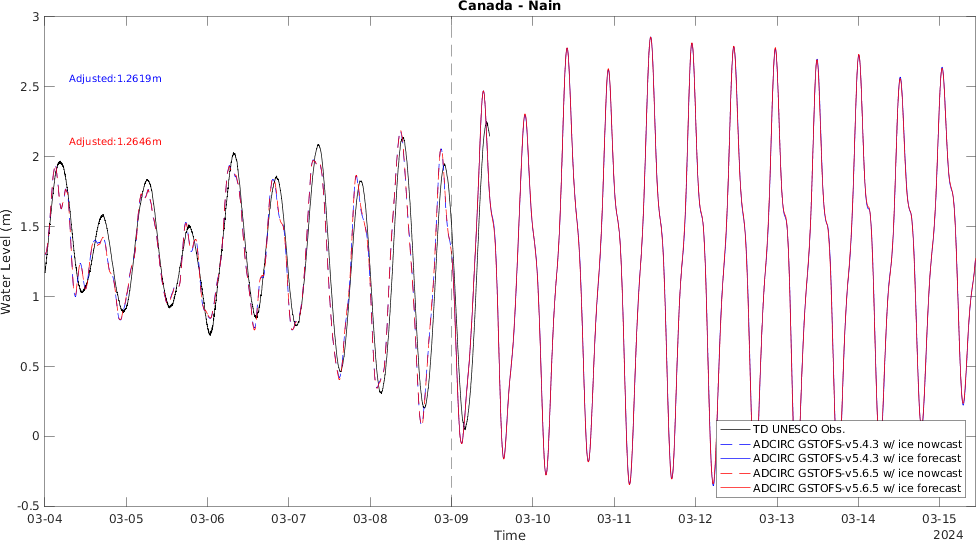 Canada - Nain
3
2.5
2
1.5
1
0.5
0
-0.5
Water Level (m)
Adjusted:1.2619m
Adjusted:1.2646m
TD UNESCO Obs.
ADCIRC GSTOFS-v5.4.3 w/ ice nowcast
ADCIRC GSTOFS-v5.4.3 w/ ice forecast
ADCIRC GSTOFS-v5.6.5 w/ ice nowcast
ADCIRC GSTOFS-v5.6.5 w/ ice forecast
03-04 03-05 03-06 03-07 03-08 03-09 03-10 03-11 03-12 03-13 03-14 03-15
Time
2024